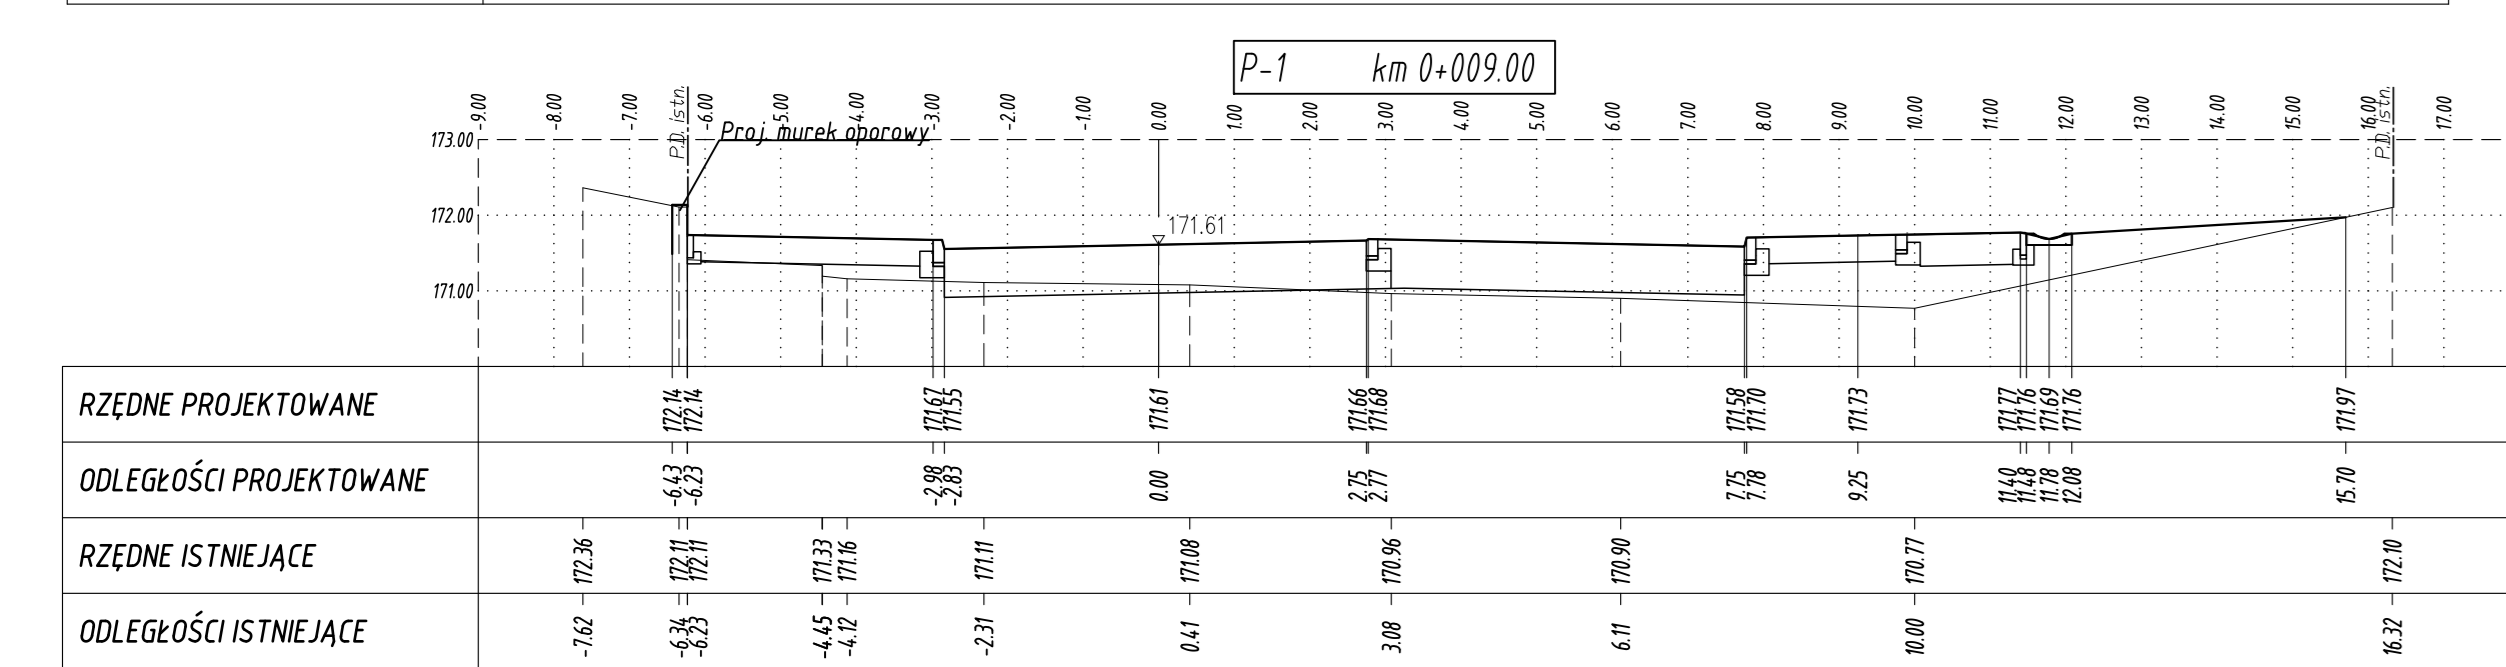 P-1 km 0+009.00
-9.00 -8.00 -7.00 P.D. istn. -6.00 -5.00 -4.00 -3.00 -2.00 -1.00 0.00 1.00 2.00 3.00 4.00 5.00 6.00 7.00 8.00 9.00 10.00 11.00 12.00 13.00 14.00 15.00 16.00 P.D. istn. 17.00
Proj. murek oporowy
173.00
172.00
171.61
171.00
RZĘDNE PROJEKTOWANE 172.14 172.14 171.67 171.55 171.61 171.66 171.68 171.58 171.70 171.73 171.77 171.76 171.69 171.76 171.97
ODLEGŁOŚCI PROJEKTOWANE -6.43 -6.23 -2.98 -2.83 0.00 2.75 2.77 7.75 7.78 9.25 11.40 11.48 11.78 12.08 15.70
RZĘDNE ISTNIEJĄCE 172.36 172.11 172.11 171.33 171.16 171.11 171.08 170.96 170.90 170.77 172.10
ODLEGŁOŚCI ISTNIEJĄCE -7.62 -6.34 -6.23 -4.45 -4.12 -2.31 0.41 3.08 6.11 10.00 16.32